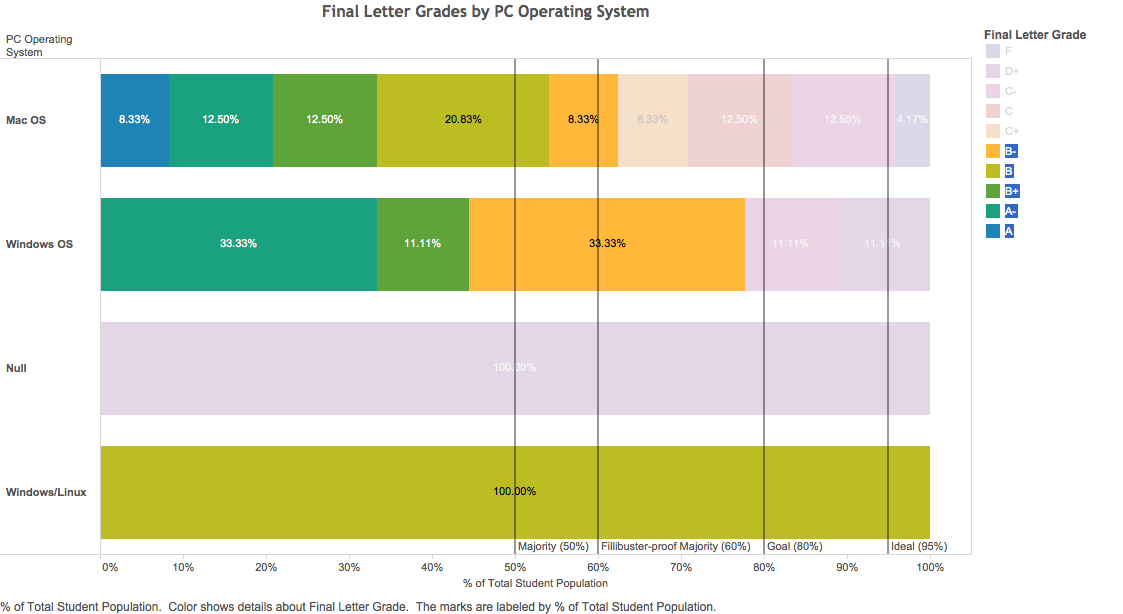 Final Letter Grades by PC Operating System
PC Operating
System
Final Letter Grade
F
D+
C-
C
C+
B-
B
B+
A-
A
Mac OS
8.33% 12.50% 12.50% 20.83% 8.33% 8.33% 12.50% 12.50% 4.17%
Windows OS
33.33% 11.11% 33.33% 11.11% 11.11%
Null
100.00%
Windows/Linux
100.00%
Majority (50%) Fillibuster-proof Majority (60%) Goal (80%) Ideal (95%)
0% 10% 20% 30% 40% 50% 60% 70% 80% 90% 100%
% of Total Student Population
% of Total Student Population. Color shows details about Final Letter Grade. The marks are labeled by % of Total Student Population.